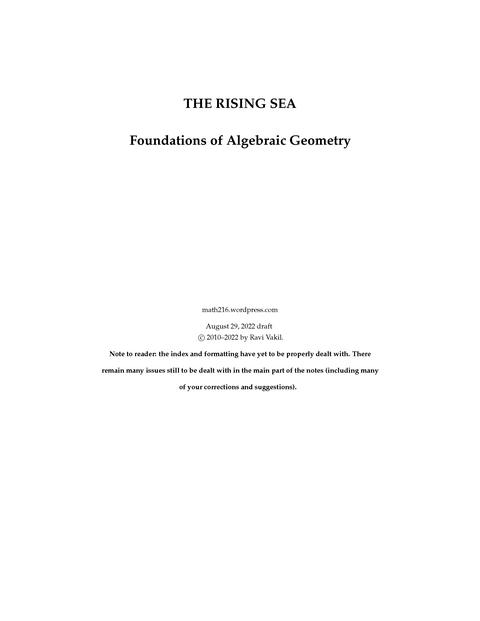 THE RISING SEA
Foundations of Algebraic Geometry
math216.wordpress.com
August 29, 2022 draft
© 2010–2022 by Ravi Vakil.
Note to reader: the index and formatting have yet to be properly dealt with. There
remain many issues still to be dealt with in the main part of the notes (including many
of your corrections and suggestions).